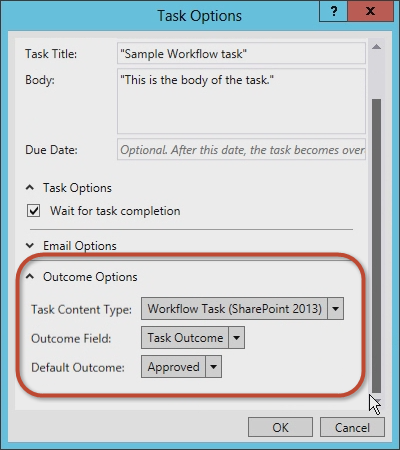 Task Options
? X
Task Title: "Sample Workflow task"
Body: "This is the body of the task."
Due Date: Optional. After this date, the task becomes over
Task Options
Wait for task completion
Email Options
Outcome Options
Task Content Type: Workflow Task (SharePoint 2013)
Outcome Field: Task Outcome
Default Outcome: Approved
OK Cancel